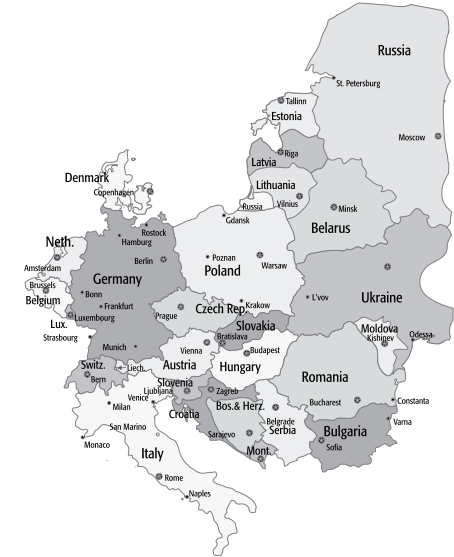 Russia
St. Petersburg
Tallinn
Estonia
Moscow
Riga
Latvia
Denmark
Lithuania
Copenhagen
Vilnius
Russia
Minsk
Gdansk
Belarus
Rostock
Hamburg
Neth.
Berlin
Poznan
Warsaw
Amsterdam
Poland
Germany
Brussels
Bonn
L'vov
Ukraine
Belgium
Frankfurt
Krakow
Czech Rep.
Lux.
Luxembourg
Prague
Slovakia
Moldova
Strasbourg
Bratislava
Kishijev
Odessa
Munich
Vienna
Budapest
Switz.
Liech.
Austria
Hungary
Bern
Slovenia
Romania
Ljubljana
Zagreb
Venice
Bucharest
Constanta
Milan
Croatia
Bos.& Herz.
Belgrade
Varna
San Marino
Serbia
Bulgaria
Sarajevo
Monaco
Sofia
Italy
Mont.
Rome
Naples